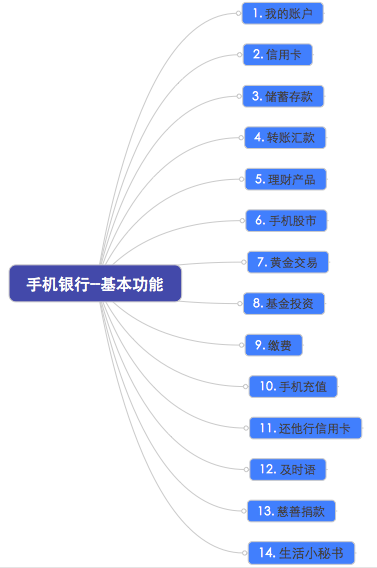 1. 我的账户
2. 信用卡
3. 储蓄存款
4. 转账汇款
5. 理财产品
6. 手机股市
7. 黄金交易
手机银行–基本功能
8. 基金投资
9. 缴费
10. 手机充值
11. 还他行信用卡
12. 及时语
13. 慈善捐款
14. 生活小秘书